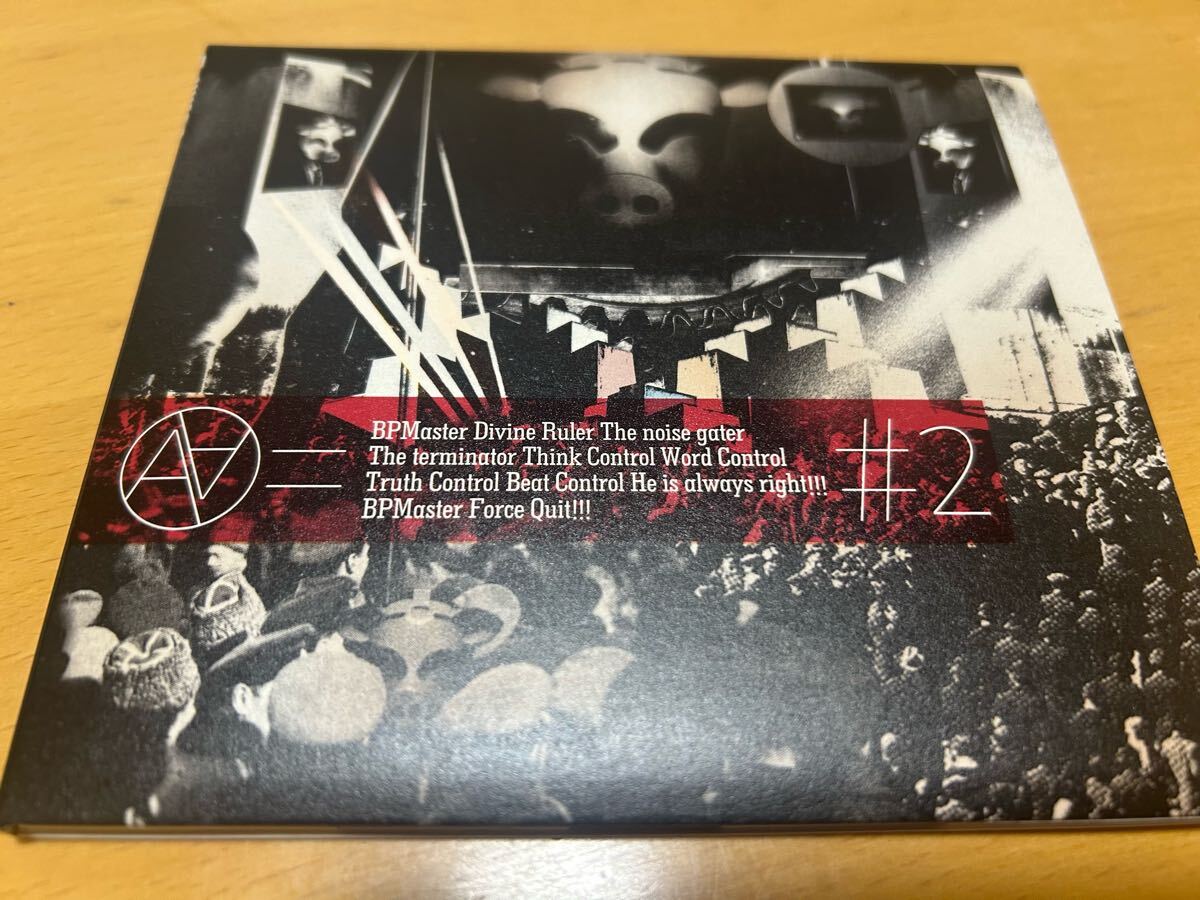 AA =
BPMaster Divine Ruler The noise gater
The terminator Think Control Word Control
Truth Control Beat Control He is always right!!!
BPMaster Force Quit!!!
#2